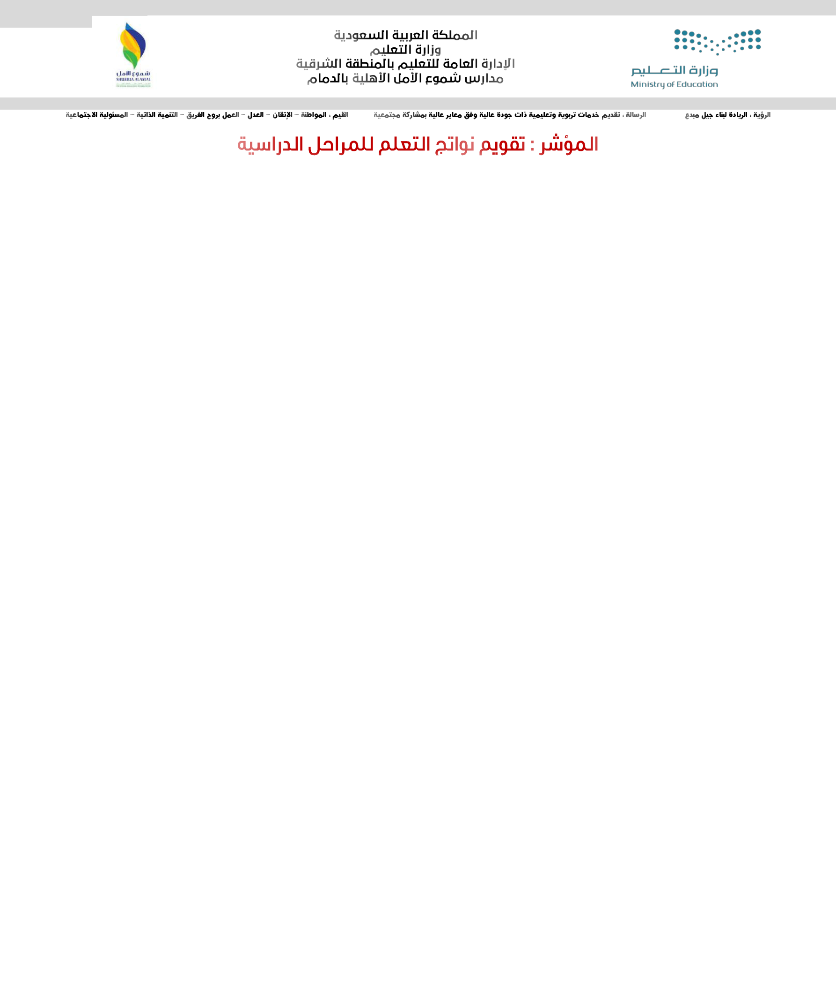 المملكة العربية السعودية
وزارة التعليم
الإدارة العامة للتعليم بالمنطقة الشرقية
مدارس شموع الأمل الأهلية بالدمام
وزارة التعليم
Ministry of Education
شموع الأمل
SHUMUA ALAMAL
الرؤية : الريادة لبناء جيل مبدع الرسالة : تقديم خدمات تربوية وتعليمية ذات جودة عالية وفق معاير عالية بمشاركة مجتمعية القيم : المواطنة – الإتقان – العدل – العمل بروح الفريق – التنمية الذاتية – المسئولية الاجتماعية
المؤشر : تقويم نواتج التعلم للمراحل الدراسية